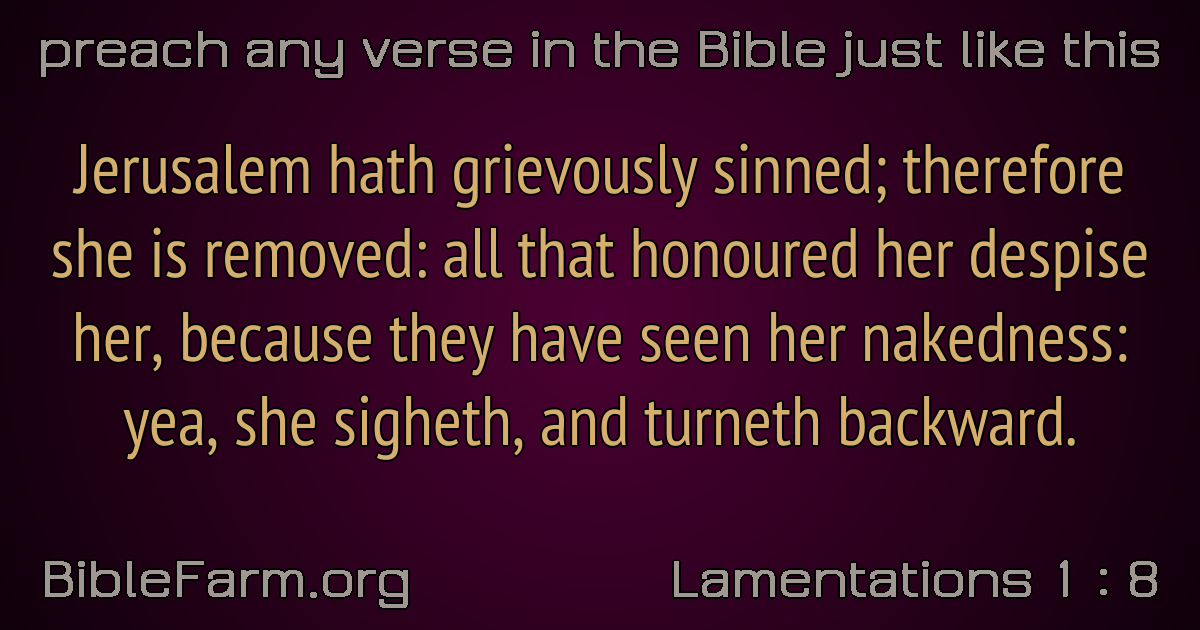 preach any verse in the Bible just like this
Jerusalem hath grievously sinned; therefore
she is removed: all that honoured her despise
her, because they have seen her nakedness:
yea, she sigheth, and turneth backward.
BibleFarm.org
Lamentations 1 : 8